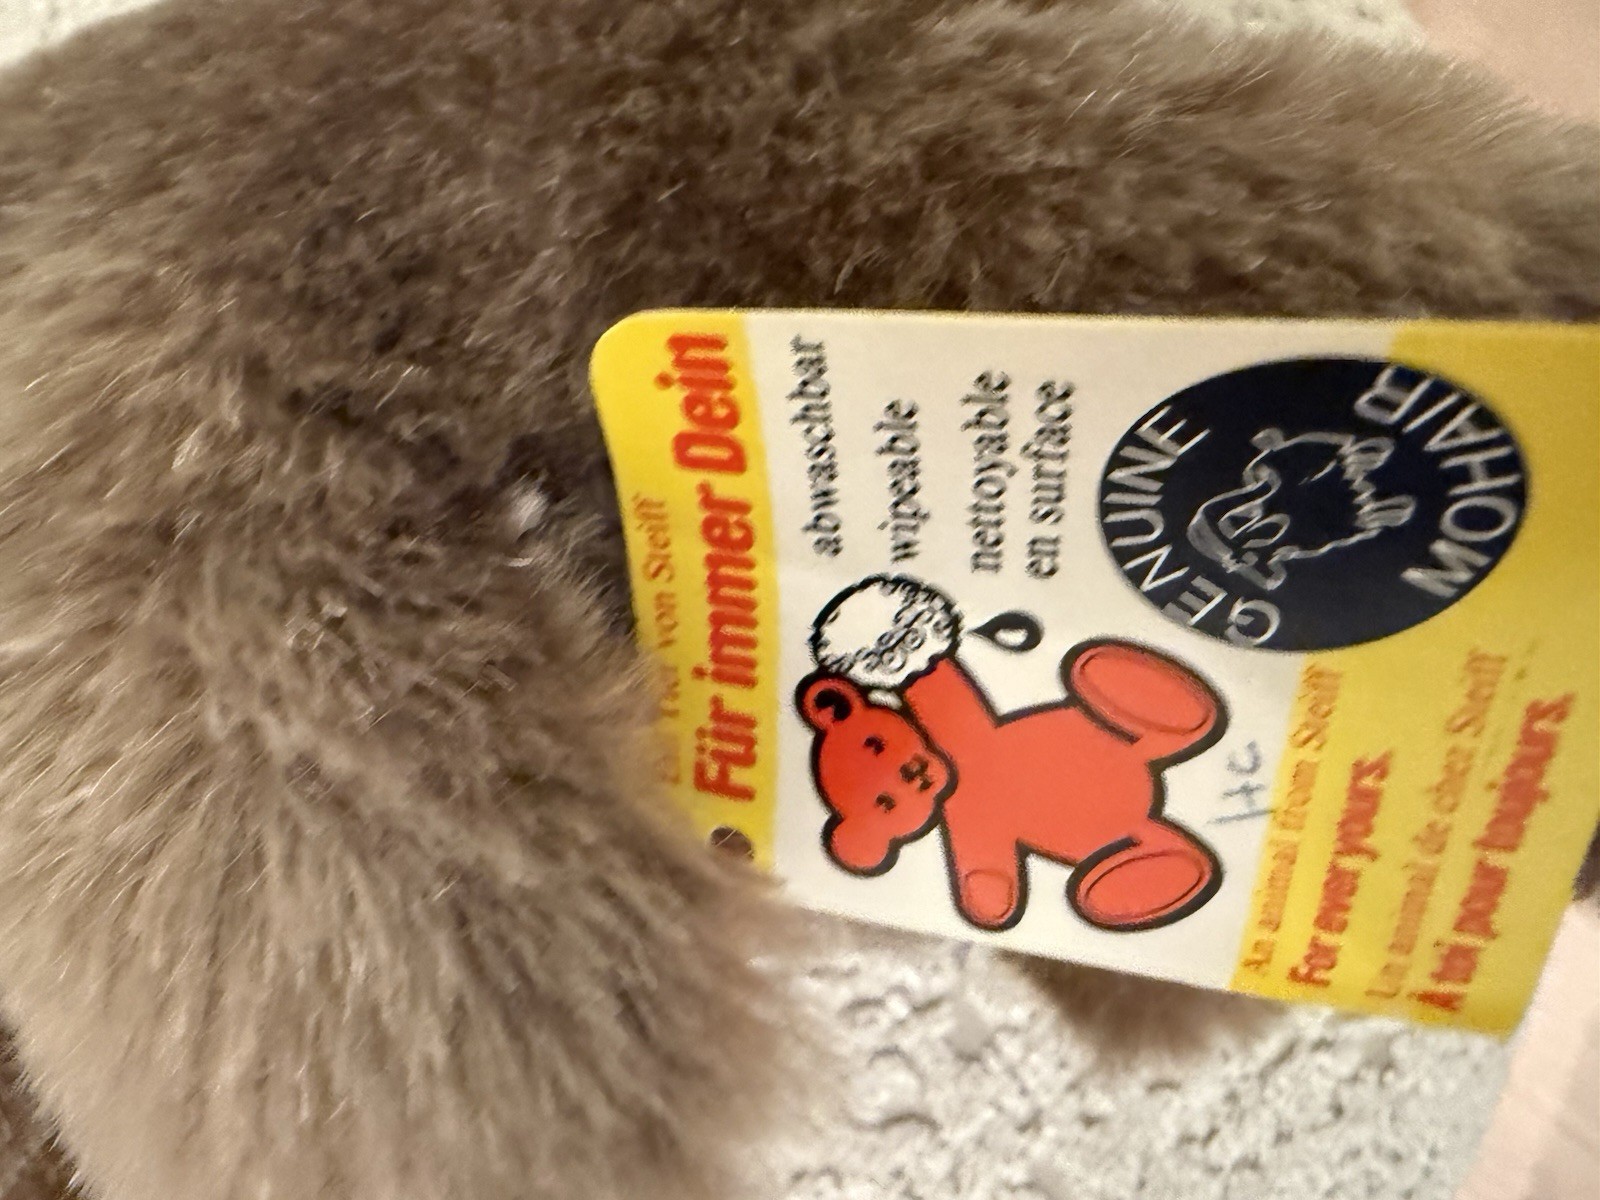 Ein Tier von Steiff
Für immer Dein
abwaschbar
wipeable
nettoyable
en surface
GENUINE
MOHAIR
An animal from Steiff
For ever yours.
Un animal de chez Steiff
À toi pour toujours.